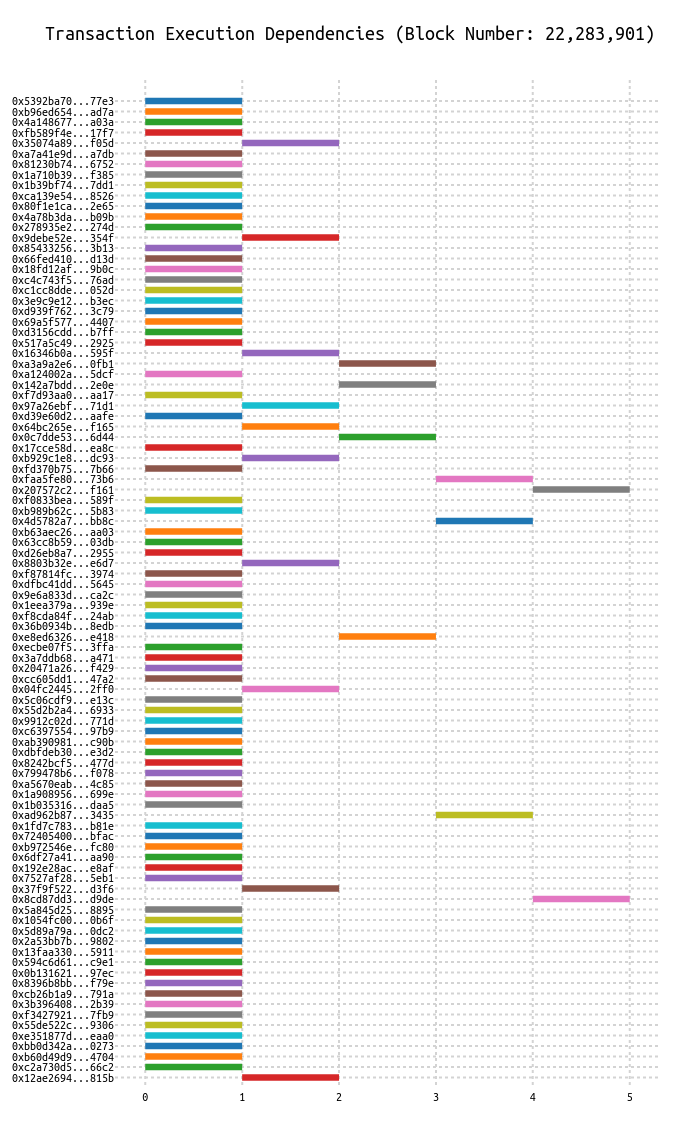 Transaction Execution Dependencies (Block Number: 22,283,901)
0x5392ba70...77e3
0xb96ed654...ad7a
0x4a148677...a03a
0xfb589f4e...17f7
0x35074a89...f05d
0xa7a41e9d...a7db
0x81230b74...6752
0x1a710b39...f385
0x1b39bf74...7dd1
0xca139e54...8526
0x80f1e1ca...2e65
0x4a78b3da...b09b
0x278935e2...274d
0x9debe52e...354f
0x85433256...3b13
0x66fed410...d13d
0x18fd12af...9b0c
0xc4c743f5...76ad
0xc1cc8dde...052d
0x3e9c9e12...b3ec
0xd939f762...3c79
0x69a5f577...4407
0xd3156cdd...b7ff
0x517a5c49...2925
0x16346b0a...595f
0xa3a9a2e6...0fb1
0xa124002a...5dcf
0x142a7bdd...2e0e
0xf7d93aa0...aa17
0x97a26ebf...71d1
0xd39e60d2...aafe
0x64bc265e...f165
0x0c7dde53...6d44
0x17cce58d...ea8c
0xb929c1e8...dc93
0xfd370b75...7b66
0xfaa5fe80...73b6
0x207572c2...f161
0xf0833bea...589f
0xb989b62c...5b83
0x4d5782a7...bb8c
0xb63aec26...aa03
0x63cc8b59...03db
0xd26eb8a7...2955
0x8803b32e...e6d7
0xf87814fc...3974
0xdfbc41dd...5645
0x9e6a833d...ca2c
0x1eea379a...939e
0xf8cda84f...24ab
0x36b0934b...8edb
0xe8ed6326...e418
0xecbe07f5...3ffa
0x3a7ddb68...a471
0x20471a26...f429
0xcc605dd1...47a2
0x04fc2445...2ff0
0x5c06cdf9...e13c
0x55d2b2a4...6933
0x9912c02d...771d
0xc6397554...97b9
0xab390981...c90b
0xdbfdeb30...e3d2
0x8242bcf5...477d
0x799478b6...f078
0xa5670eab...4c85
0x1a908956...699e
0x1b035316...daa5
0xad962b87...3435
0x1fd7c783...b81e
0x72405400...bfac
0xb972546e...fc80
0x6df27a41...aa90
0x192e28ac...e8af
0x7527af28...5eb1
0x37f9f522...d3f6
0x8cd87dd3...d9de
0x5a845d25...8895
0x1054fc00...0b6f
0x5d89a79a...0dc2
0x2a53bb7b...9802
0x13faa330...5911
0x594c6d61...c9e1
0x0b131621...97ec
0x8396b8bb...f79e
0xcb26b1a9...791a
0x3b396408...2b39
0xf3427921...7fb9
0x55de522c...9306
0xe351877d...eaa0
0xbb0d342a...0273
0xb60d49d9...4704
0xc2a730d5...66c2
0x12ae2694...815b
0 1 2 3 4 5